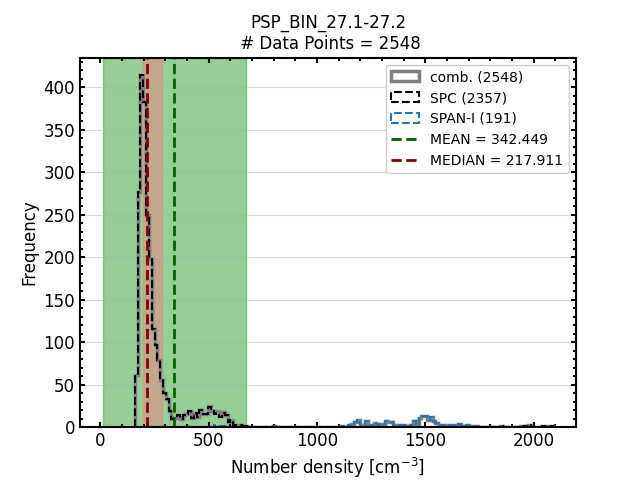 PSP_BIN_27.1-27.2
# Data Points = 2548
comb. (2548)
SPC (2357)
SPAN-I (191)
MEAN = 342.449
MEDIAN = 217.911
Frequency
400
350
300
250
200
150
100
50
0
0 500 1000 1500 2000
Number density [cm⁻³]